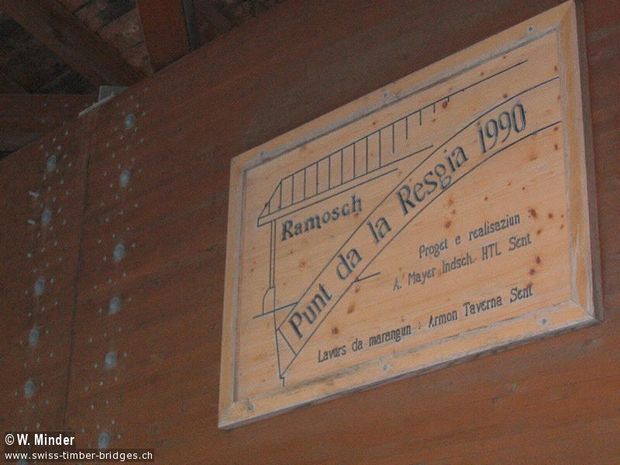 Ramosch
Punt da la Resgia 1990
Proget e realisaziun :
A. Mayer Indsch. HTL Sent
Lavurs da marangun : Armon Taverna Sent
© W. Minder
www.swiss-timber-bridges.ch